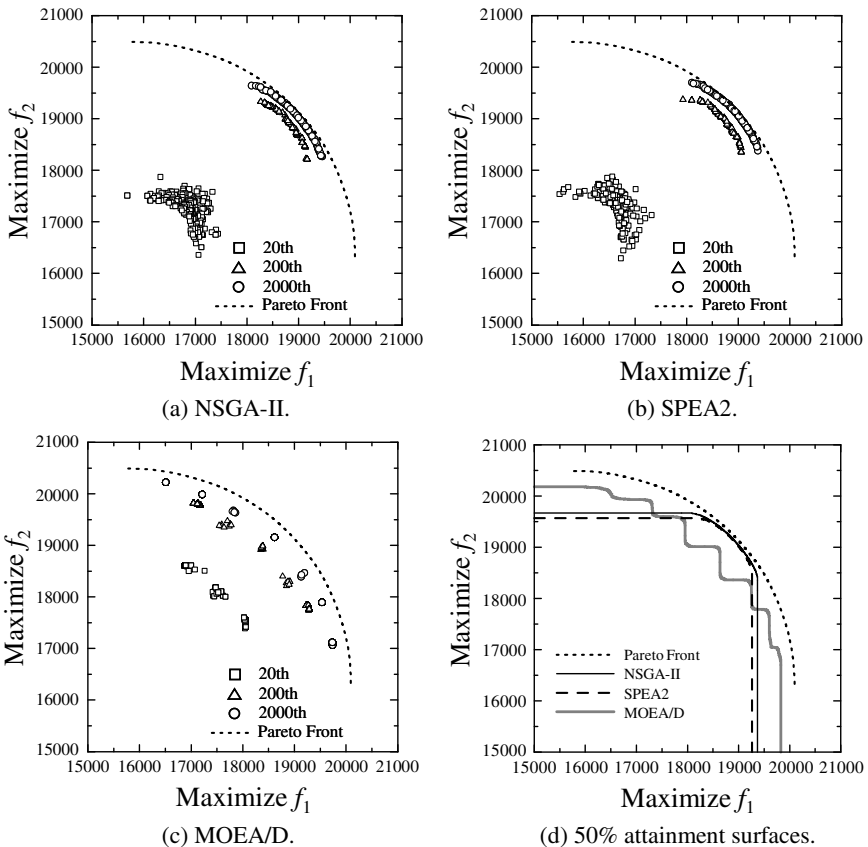 21000
20000
19000
18000
17000
16000
15000
Maximize f2
20th
200th
2000th
Pareto Front
15000 16000 17000 18000 19000 20000 21000
Maximize f1
(a) NSGA-II.
21000
20000
19000
18000
17000
16000
15000
Maximize f2
20th
200th
2000th
Pareto Front
15000 16000 17000 18000 19000 20000 21000
Maximize f1
(b) SPEA2.
21000
20000
19000
18000
17000
16000
15000
Maximize f2
20th
200th
2000th
Pareto Front
15000 16000 17000 18000 19000 20000 21000
Maximize f1
(c) MOEA/D.
21000
20000
19000
18000
17000
16000
15000
Maximize f2
Pareto Front
NSGA-II
SPEA2
MOEA/D
15000 16000 17000 18000 19000 20000 21000
Maximize f1
(d) 50% attainment surfaces.